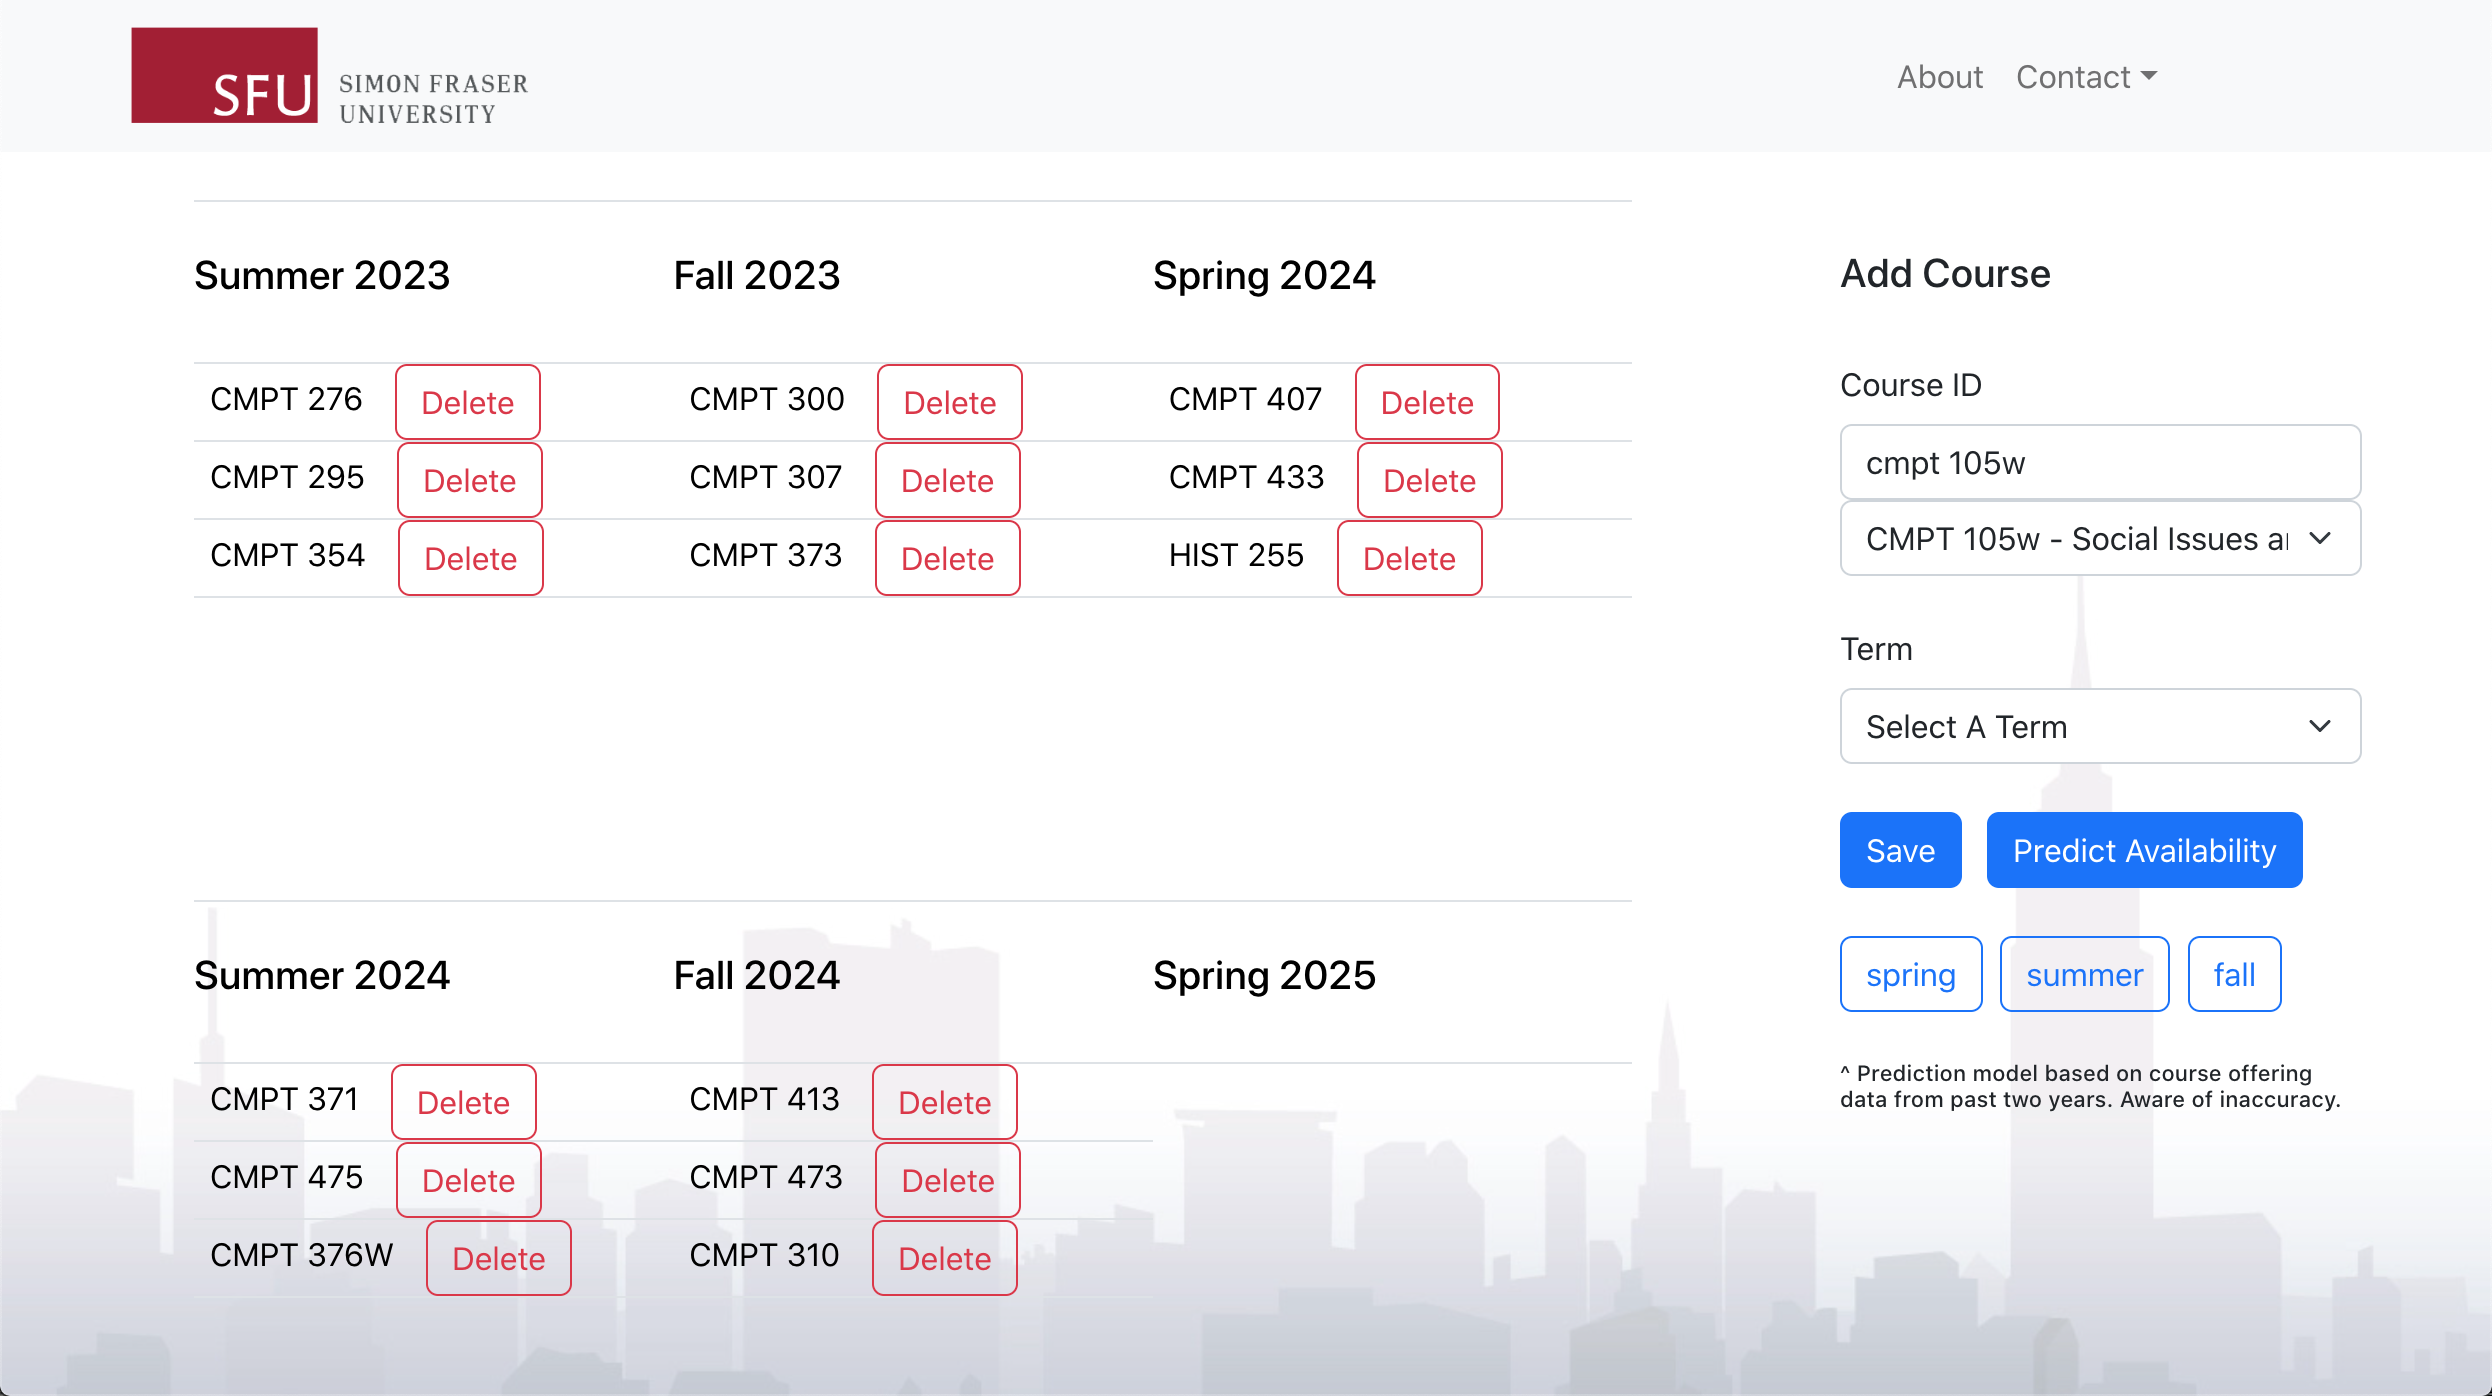 SFU
SIMON FRASER
UNIVERSITY
About
Contact
Summer 2023
Fall 2023
Spring 2024
CMPT 276 Delete
CMPT 300 Delete
CMPT 407 Delete
CMPT 295 Delete
CMPT 307 Delete
CMPT 433 Delete
CMPT 354 Delete
CMPT 373 Delete
HIST 255 Delete
Summer 2024
Fall 2024
Spring 2025
CMPT 371 Delete
CMPT 413 Delete
CMPT 475 Delete
CMPT 473 Delete
CMPT 376W Delete
CMPT 310 Delete
Add Course
Course ID
cmpt 105w
CMPT 105w - Social Issues
Term
Select A Term
Save
Predict Availability
spring
summer
fall
^ Prediction model based on course offering
data from past two years. Aware of inaccuracy.